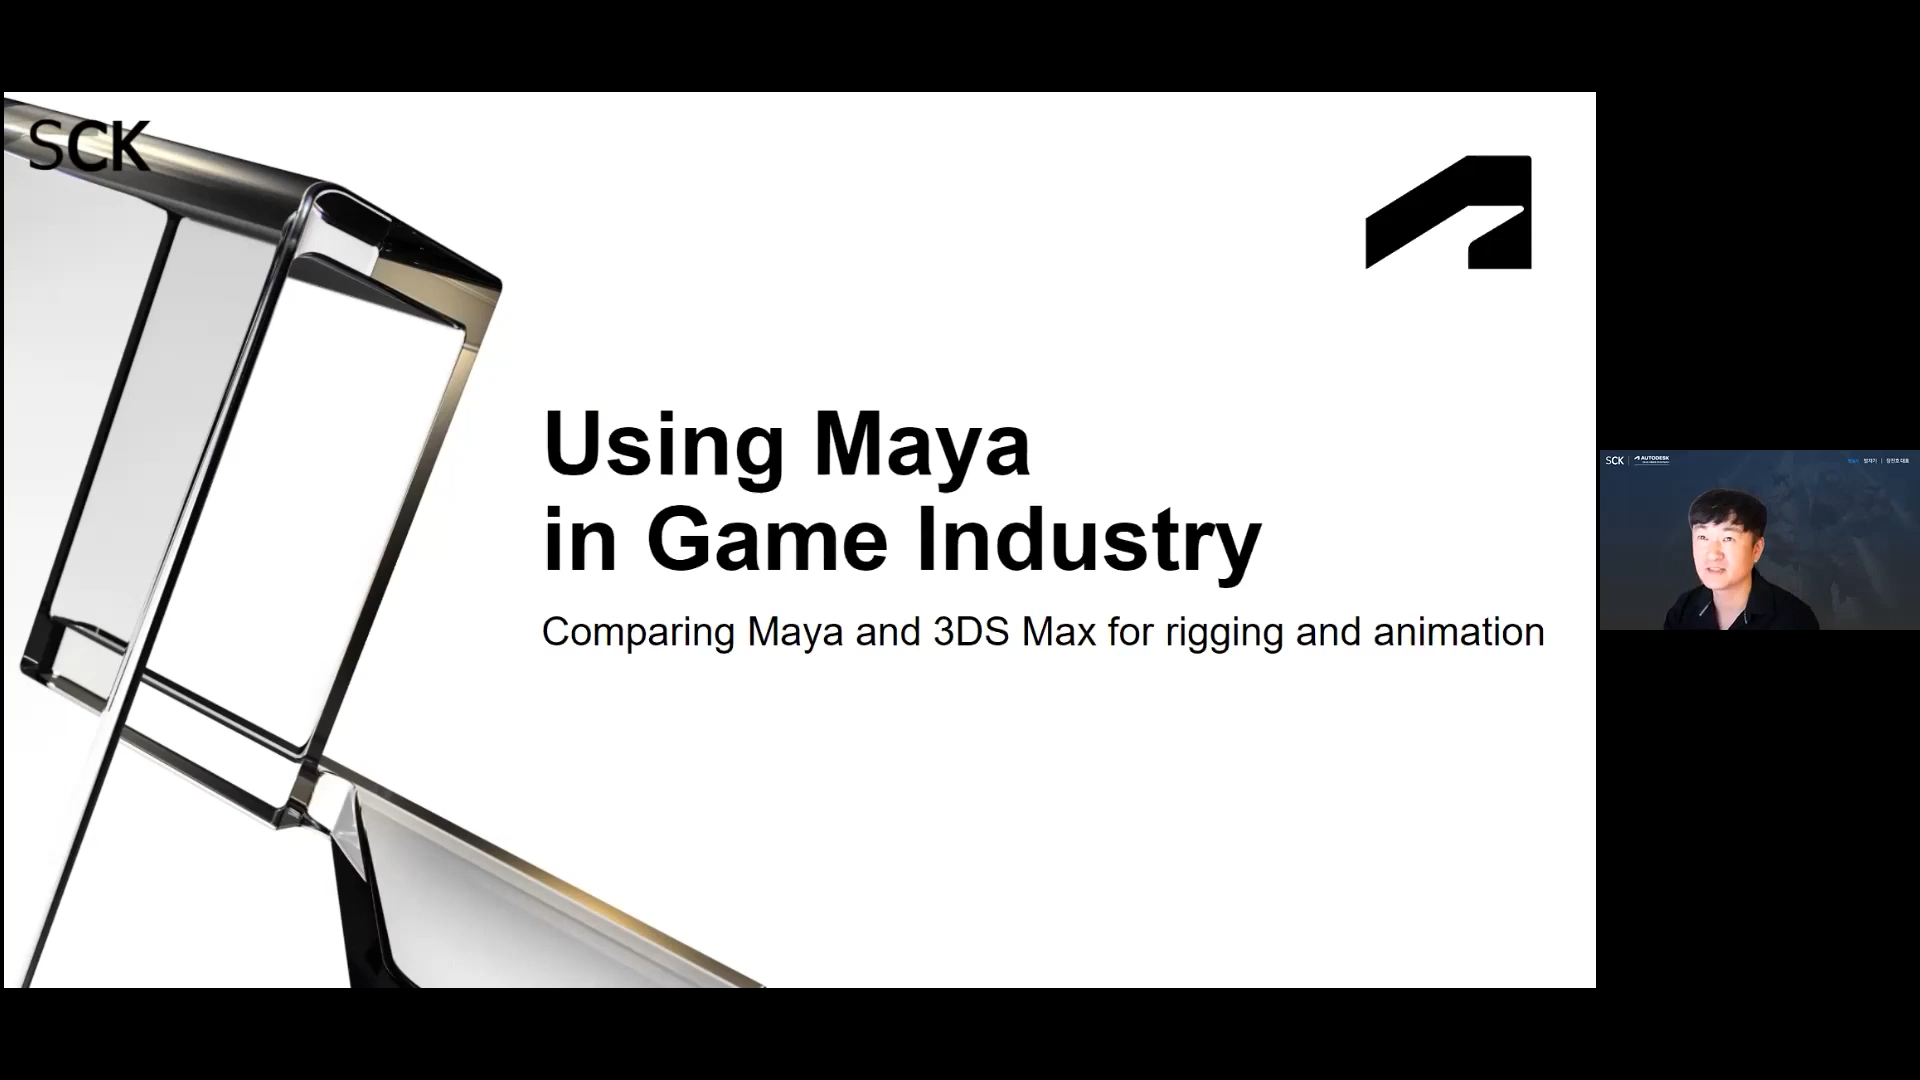 SCK
Using Maya
in Game Industry
Comparing Maya and 3DS Max for rigging and animation
SCK
AUTODESK